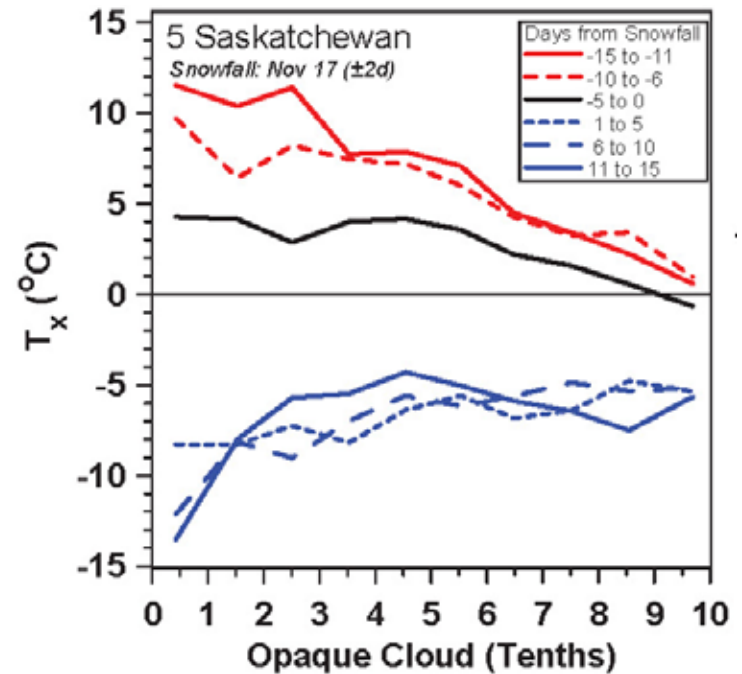 5 Saskatchewan
Snowfall: Nov 17 (±2d)
Days from Snowfall
-15 to -11
-10 to -6
-5 to 0
1 to 5
6 to 10
11 to 15
15
10
5
0
-5
-10
-15
Tx (°C)
0 1 2 3 4 5 6 7 8 9 10
Opaque Cloud (Tenths)